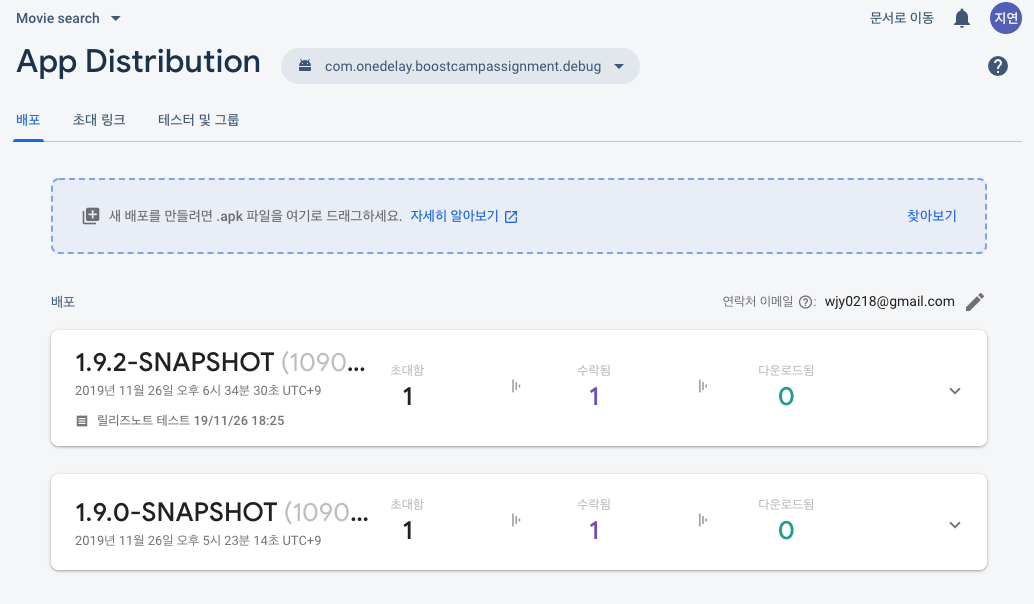 Movie search
문서로 이동
지연
App Distribution
com.onedelay.boostcampassignment.debug
?
배포 초대 링크 테스터 및 그룹
새 배포를 만들려면 .apk 파일을 여기로 드래그하세요. 자세히 알아보기
찾아보기
배포
연락처 이메일 ? : wjy0218@gmail.com
1.9.2-SNAPSHOT (1090...
2019년 11월 26일 오후 6시 34분 30초 UTC+9
릴리즈노트 테스트 19/11/26 18:25
초대함
1
수락됨
1
다운로드됨
0
1.9.0-SNAPSHOT (1090...
2019년 11월 26일 오후 5시 23분 14초 UTC+9
초대함
1
수락됨
1
다운로드됨
0